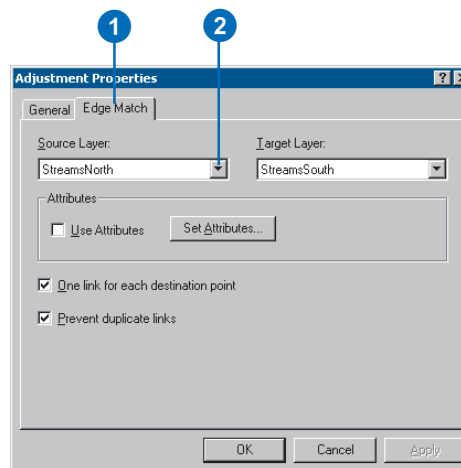 1 2
Adjustment Properties
General Edge Match
Source Layer: Target Layer:
StreamsNorth StreamsSouth
Attributes
Use Attributes Set Attributes...
One link for each destination point
Prevent duplicate links
OK Cancel Apply